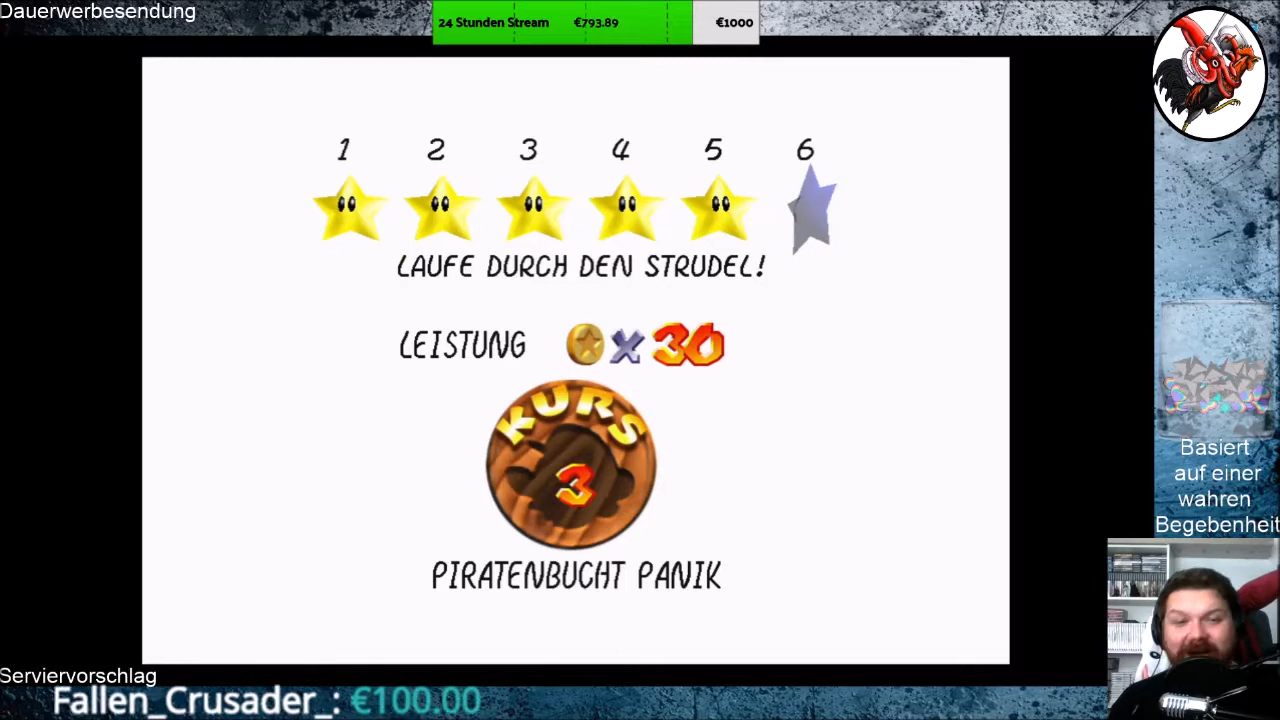 Dauerwerbesendung
24 Stunden Stream €793.89 €1000
1 2 3 4 5 6
LAUFE DURCH DEN STRUDEL!
LEISTUNG x 30
KURS
3
PIRATENBUCHT PANIK
Basiert
auf einer
wahren
Begebenheit
Serviervorschlag
Fallen_Crusader_: €100.00